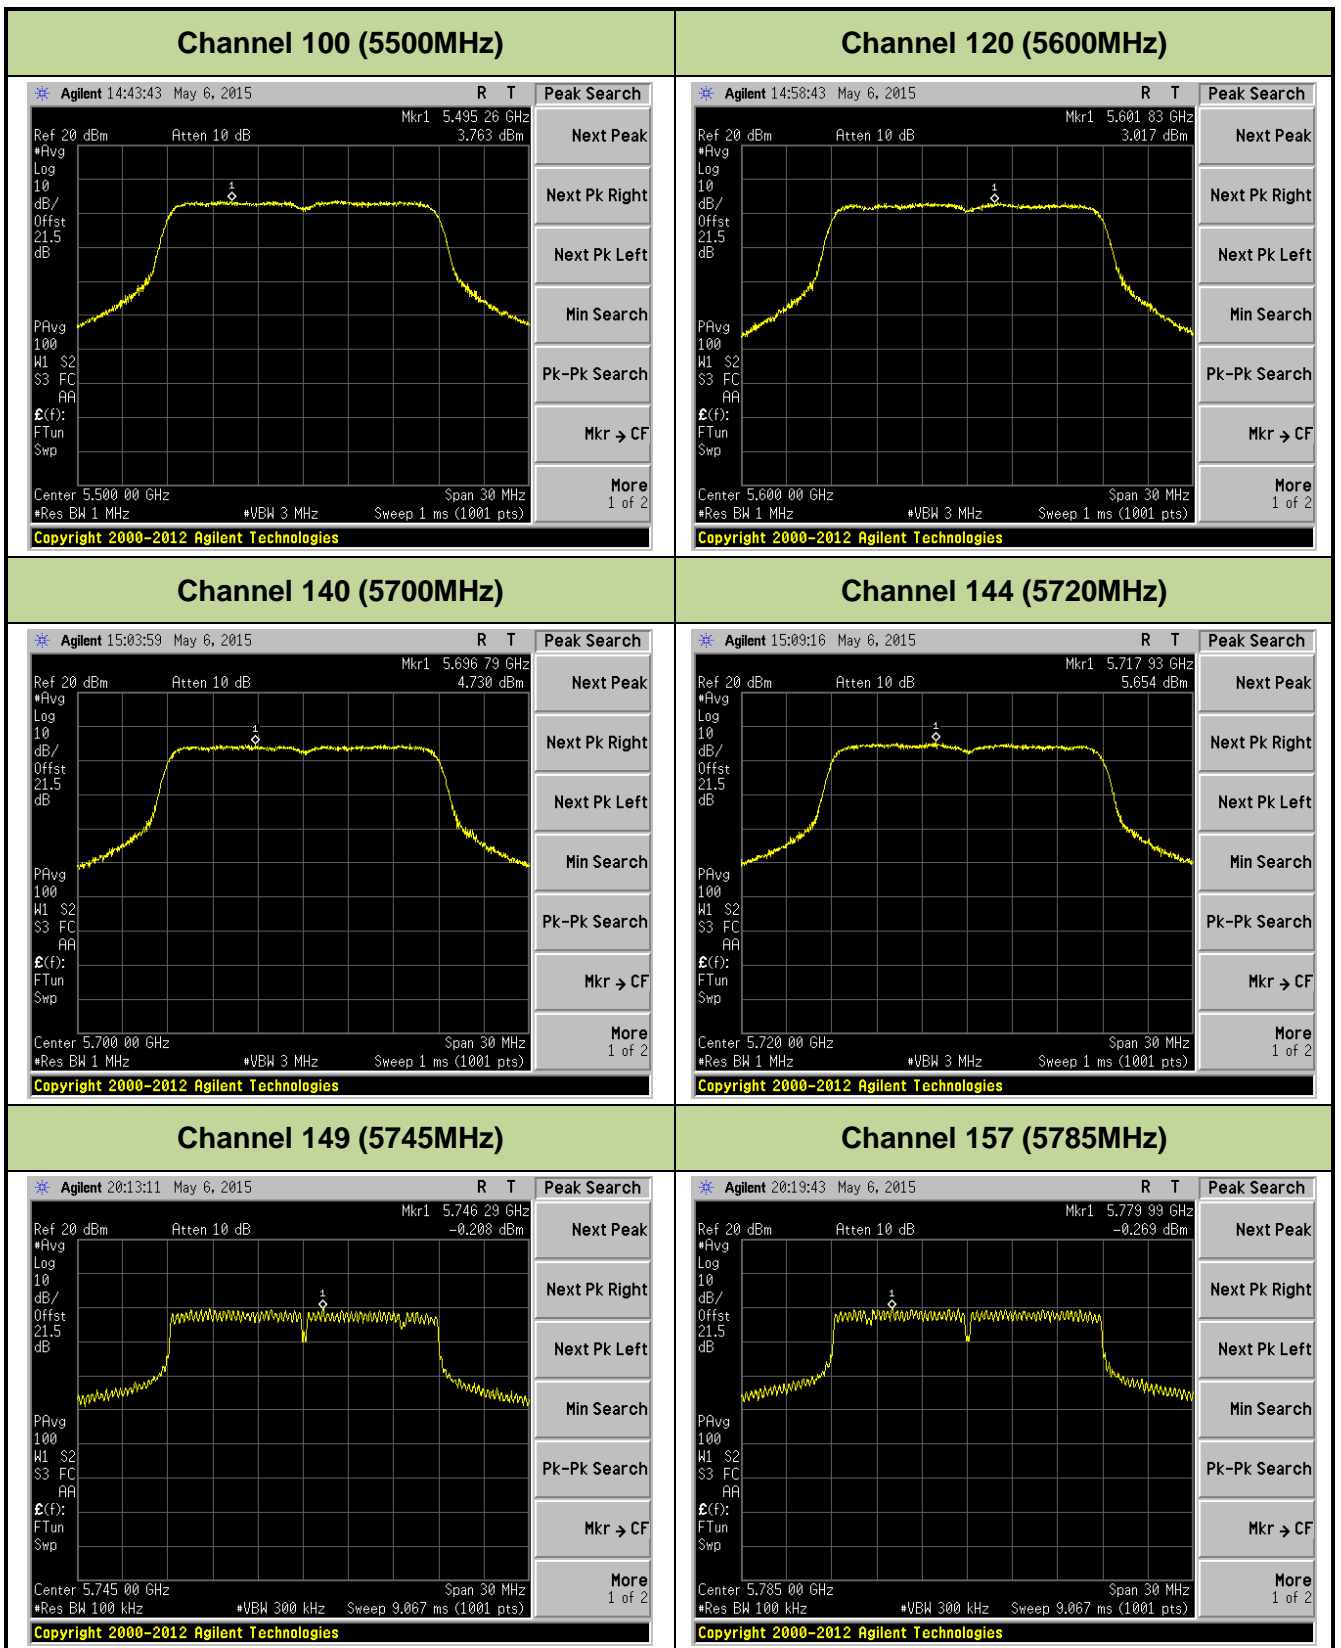 Channel 100 (5500MHz)
Agilent 14:43:43 May 6, 2015 R T Peak Search
Mkr1 5.495 26 GHz
Ref 20 dBm Atten 10 dB 3.763 dBm
Next Peak
#Avg
Log
10
dB/
Offst
21.5
dB
1
Next Pk Right
Next Pk Left
Min Search
PAvg
100
W1 S2
S3 FC
AA
Pk-Pk Search
£(f):
FTun
Swp
Mkr → CF
More
1 of 2
Center 5.500 00 GHz Span 30 MHz
#Res BW 1 MHz #VBW 3 MHz Sweep 1 ms (1001 pts)
Copyright 2000-2012 Agilent Technologies
Channel 120 (5600MHz)
Agilent 14:58:43 May 6, 2015 R T Peak Search
Mkr1 5.601 83 GHz
Ref 20 dBm Atten 10 dB 3.017 dBm
Next Peak
#Avg
Log
10
dB/
Offst
21.5
dB
1
Next Pk Right
Next Pk Left
Min Search
PAvg
100
W1 S2
S3 FC
AA
Pk-Pk Search
£(f):
FTun
Swp
Mkr → CF
More
1 of 2
Center 5.600 00 GHz Span 30 MHz
#Res BW 1 MHz #VBW 3 MHz Sweep 1 ms (1001 pts)
Copyright 2000-2012 Agilent Technologies
Channel 140 (5700MHz)
Agilent 15:03:59 May 6, 2015 R T Peak Search
Mkr1 5.696 79 GHz
Ref 20 dBm Atten 10 dB 4.730 dBm
Next Peak
#Avg
Log
10
dB/
Offst
21.5
dB
1
Next Pk Right
Next Pk Left
Min Search
PAvg
100
W1 S2
S3 FC
AA
Pk-Pk Search
£(f):
FTun
Swp
Mkr → CF
More
1 of 2
Center 5.700 00 GHz Span 30 MHz
#Res BW 1 MHz #VBW 3 MHz Sweep 1 ms (1001 pts)
Copyright 2000-2012 Agilent Technologies
Channel 144 (5720MHz)
Agilent 15:09:16 May 6, 2015 R T Peak Search
Mkr1 5.717 93 GHz
Ref 20 dBm Atten 10 dB 5.654 dBm
Next Peak
#Avg
Log
10
dB/
Offst
21.5
dB
1
Next Pk Right
Next Pk Left
Min Search
PAvg
100
W1 S2
S3 FC
AA
Pk-Pk Search
£(f):
FTun
Swp
Mkr → CF
More
1 of 2
Center 5.720 00 GHz Span 30 MHz
#Res BW 1 MHz #VBW 3 MHz Sweep 1 ms (1001 pts)
Copyright 2000-2012 Agilent Technologies
Channel 149 (5745MHz)
Agilent 20:13:11 May 6, 2015 R T Peak Search
Mkr1 5.746 29 GHz
Ref 20 dBm Atten 10 dB -0.208 dBm
Next Peak
#Avg
Log
10
dB/
Offst
21.5
dB
1
Next Pk Right
Next Pk Left
Min Search
PAvg
100
W1 S2
S3 FC
AA
Pk-Pk Search
£(f):
FTun
Swp
Mkr → CF
More
1 of 2
Center 5.745 00 GHz Span 30 MHz
#Res BW 100 kHz #VBW 300 kHz Sweep 9.067 ms (1001 pts)
Copyright 2000-2012 Agilent Technologies
Channel 157 (5785MHz)
Agilent 20:19:43 May 6, 2015 R T Peak Search
Mkr1 5.779 99 GHz
Ref 20 dBm Atten 10 dB -0.269 dBm
Next Peak
#Avg
Log
10
dB/
Offst
21.5
dB
1
Next Pk Right
Next Pk Left
Min Search
PAvg
100
W1 S2
S3 FC
AA
Pk-Pk Search
£(f):
FTun
Swp
Mkr → CF
More
1 of 2
Center 5.785 00 GHz Span 30 MHz
#Res BW 100 kHz #VBW 300 kHz Sweep 9.067 ms (1001 pts)
Copyright 2000-2012 Agilent Technologies